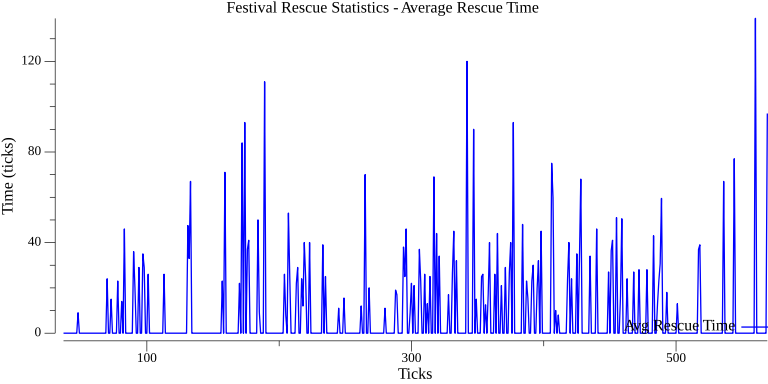 Festival Rescue Statistics - Average Rescue Time
Time (ticks)
120
80
40
0
Avg Rescue Time
100
300
500
Ticks